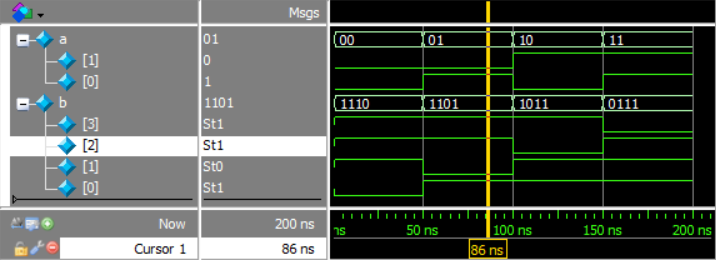 Msgs
a 01 00 01 10 11
[1] 0
[0] 1
b 1101 1110 1101 1011 0111
[3] St1
[2] St1
[1] St0
[0] St1
Now 200 ns ns 50 ns 100 ns 150 ns 200 ns
Cursor 1 86 ns 86 ns